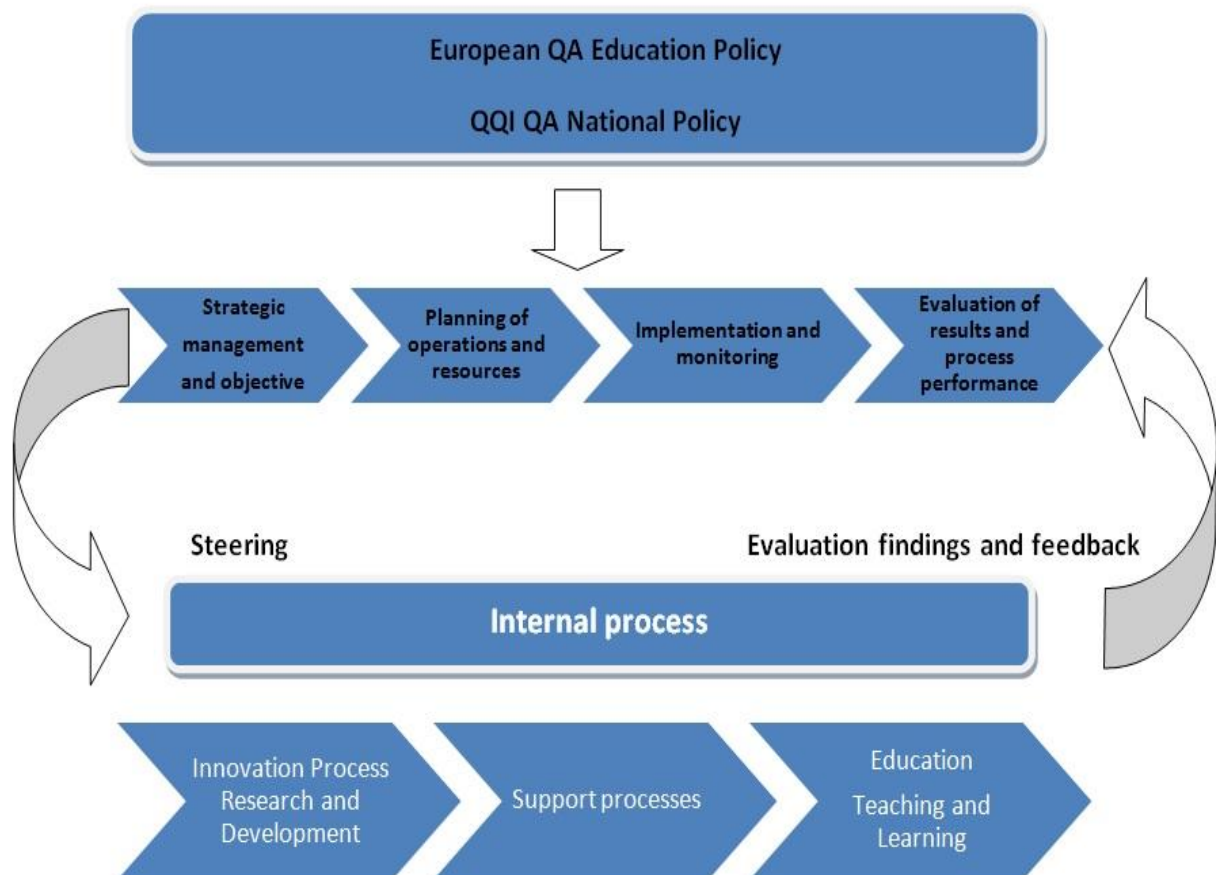 European QA Education Policy
QQI QA National Policy
Strategic
management
and objective
Planning of
operations and
resources
Implementation and
monitoring
Evaluation of
results and
process
performance
Steering
Evaluation findings and feedback
Internal process
Innovation Process
Research and
Development
Support processes
Education
Teaching and
Learning